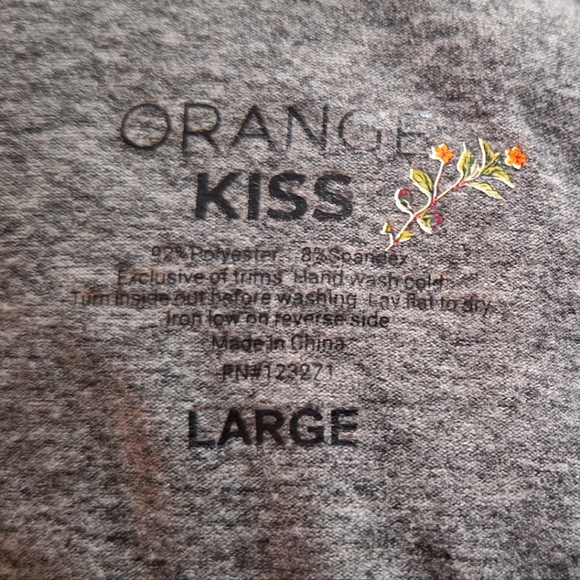 ORANGE
KISS
92% Polyester 8% Spandex
Exclusive of trims Hand wash cold
Turn inside out before washing Lay flat to dry
Iron low on reverse side
Made in China
RN#123271
LARGE